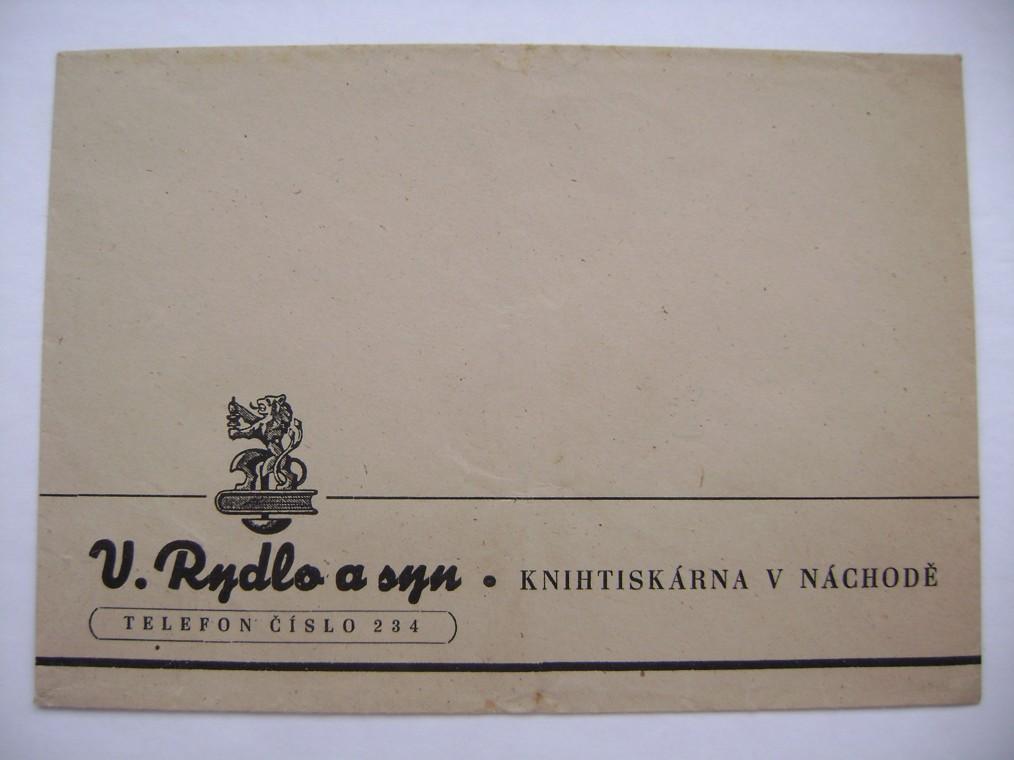 V. Rydlo a syn • KNIHTISKÁRNA V NÁCHODĚ
TELEFON ČÍSLO 234